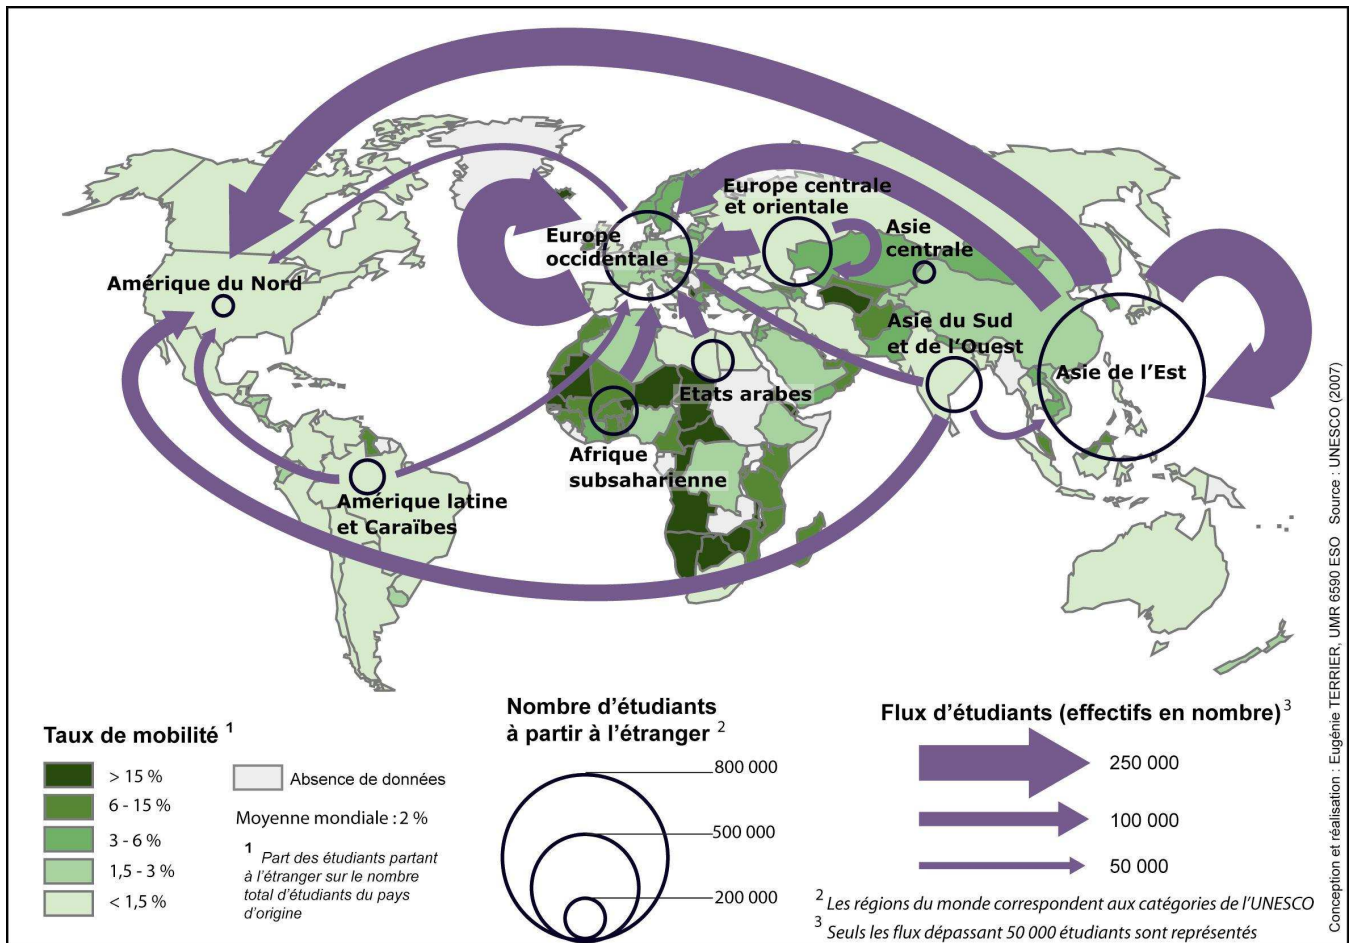 Europe centrale
et orientale
Asie
centrale
Europe
occidentale
Amérique du Nord
Asie du Sud
et de l'Ouest
Asie de l'Est
Etats arabes
Afrique
subsaharienne
Amérique latine
et Caraïbes
Taux de mobilité 1
> 15 %
6 - 15 %
3 - 6 %
1,5 - 3 %
< 1,5 %
Absence de données
Moyenne mondiale : 2 %
1 Part des étudiants partant
à l'étranger sur le nombre
total d'étudiants du pays
d'origine
Nombre d'étudiants
à partir à l'étranger 2
800 000
500 000
200 000
Flux d'étudiants (effectifs en nombre) 3
250 000
100 000
50 000
2 Les régions du monde correspondent aux catégories de l'UNESCO
3 Seuls les flux dépassant 50 000 étudiants sont représentés
Conception et réalisation : Eugénie TERRIER, UMR 6590 ESO Source : UNESCO (2007)